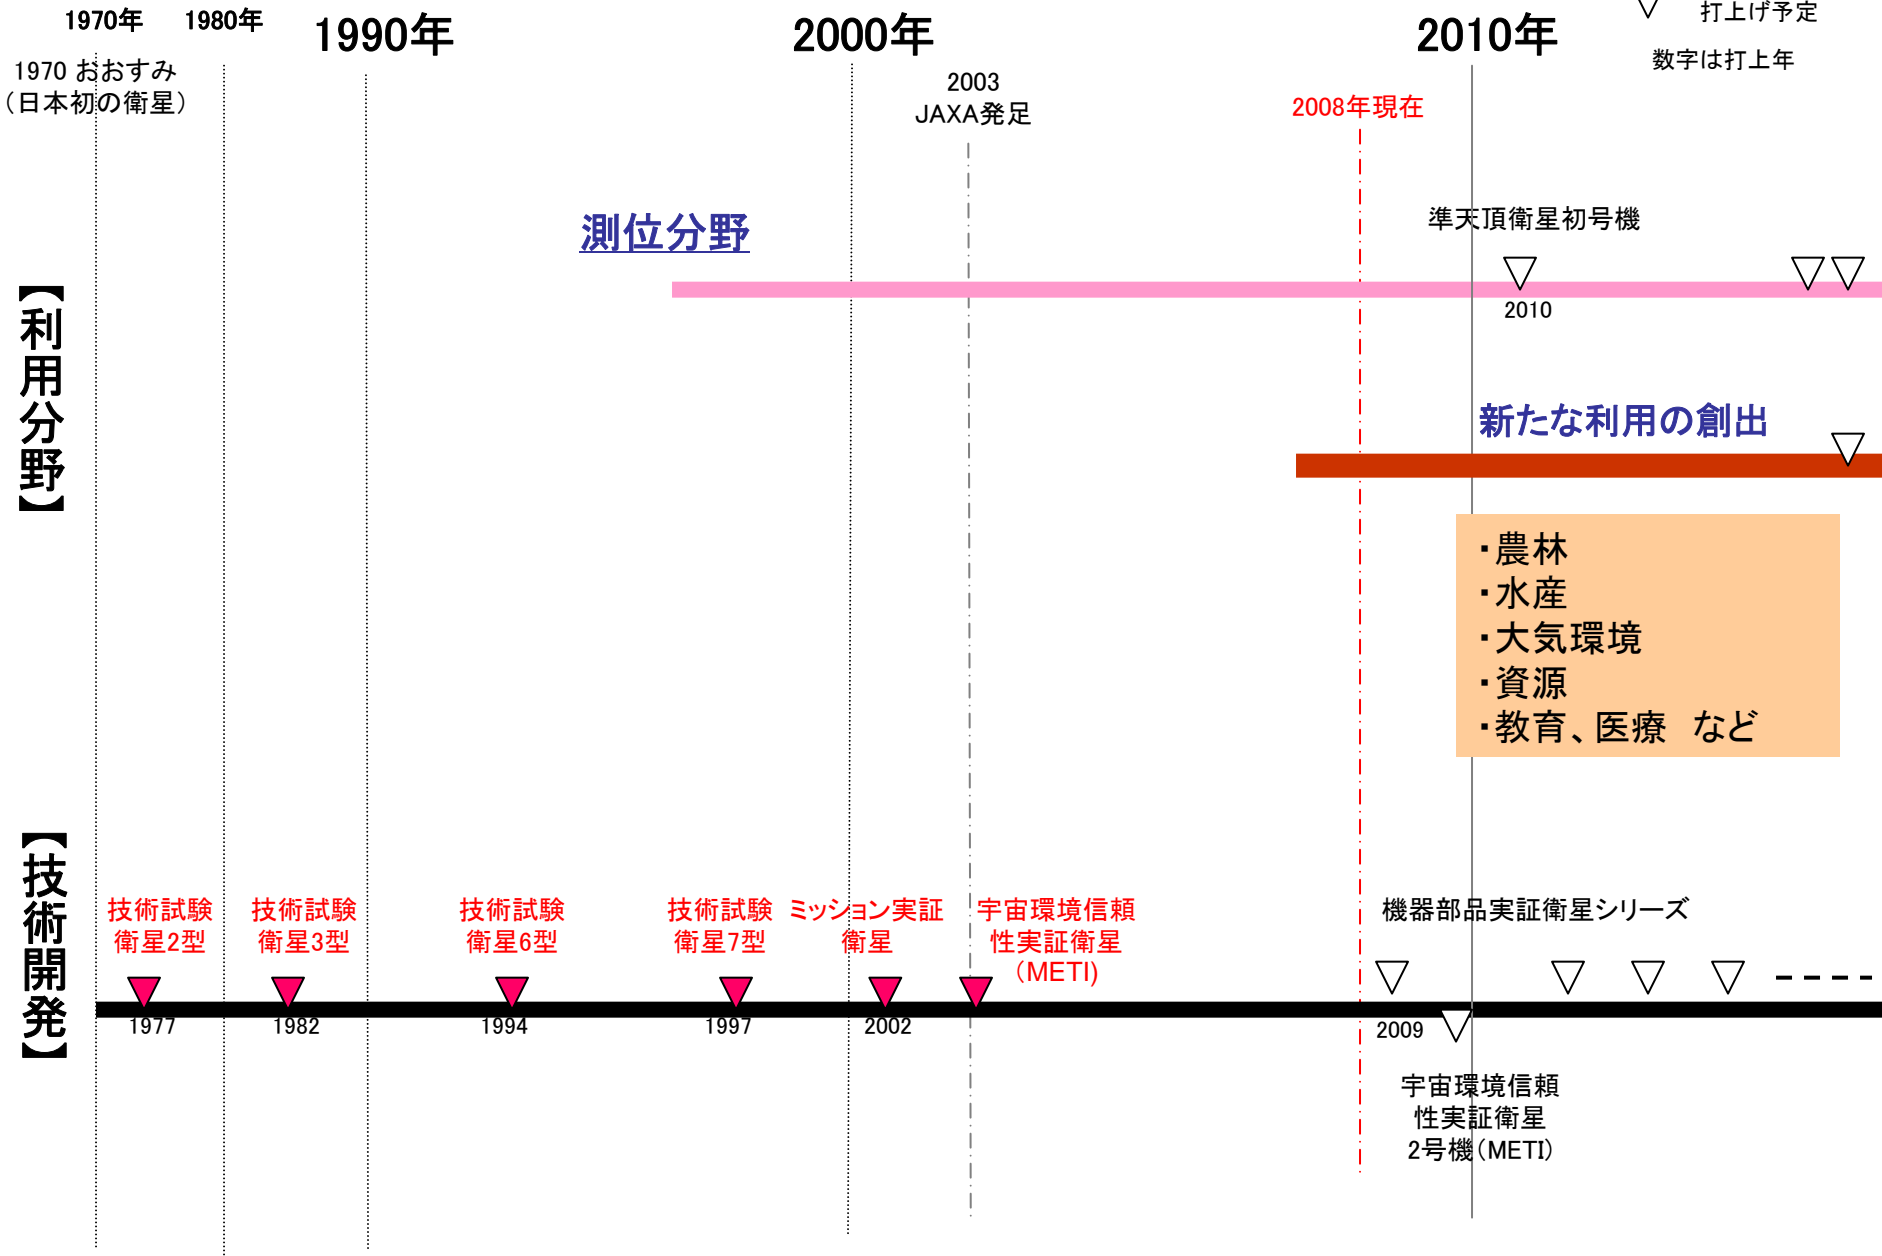 1970年
1980年
1990年
2000年
2010年
▽ 打上げ予定
数字は打上年
1970 おおすみ
（日本初の衛星）
2003
JAXA発足
2008年現在
【利用分野】
測位分野
準天頂衛星初号機
2010
新たな利用の創出
・農林
・水産
・大気環境
・資源
・教育、医療　など
【技術開発】
技術試験
衛星2型
1977
技術試験
衛星3型
1982
技術試験
衛星6型
1994
技術試験
衛星7型
1997
ミッション実証
衛星
2002
宇宙環境信頼
性実証衛星
（METI)
機器部品実証衛星シリーズ
2009
宇宙環境信頼
性実証衛星
2号機（METI）